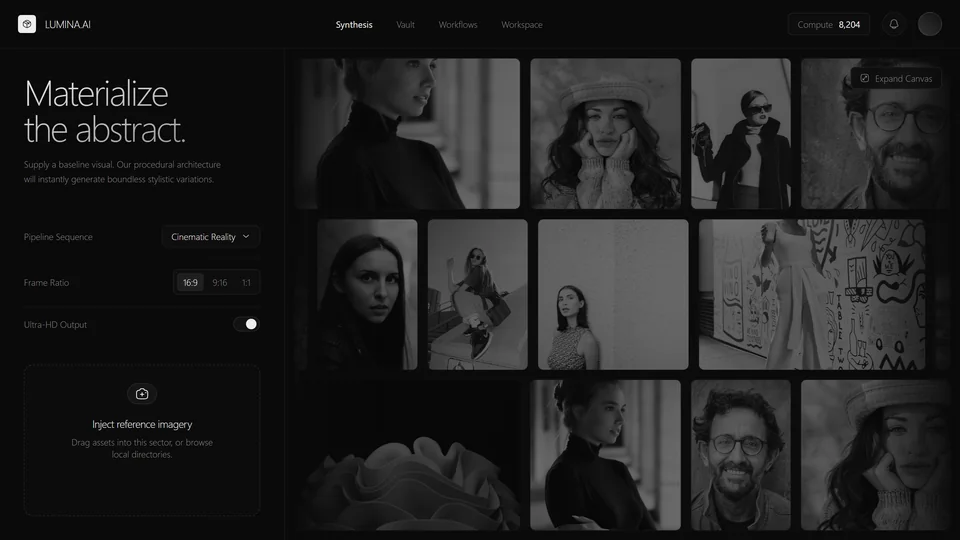 LUMINA.AI
Synthesis
Vault
Workflows
Workspace
Compute 8,204
Materialize
the abstract.
Supply a baseline visual. Our procedural architecture
will instantly generate boundless stylistic variations.
Pipeline Sequence
Cinematic Reality
Frame Ratio
16:9
9:16
1:1
Ultra-HD Output
Inject reference imagery
Drag assets into this sector, or browse
local directories.
Expand Canvas